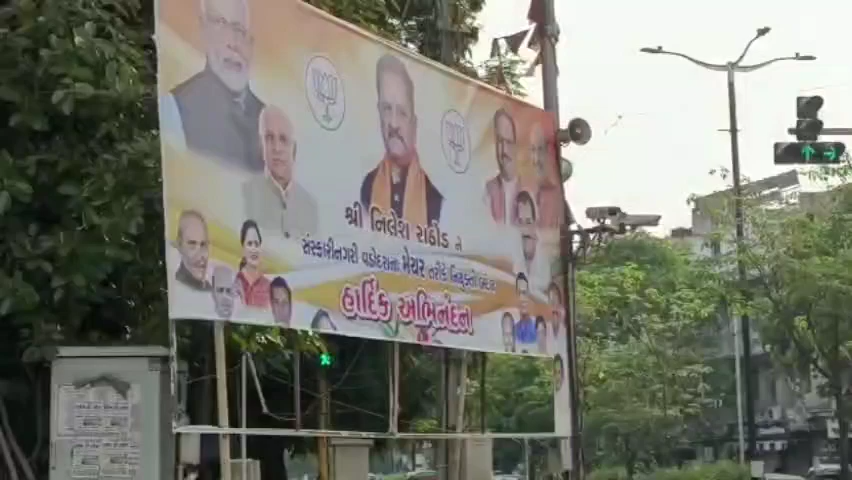 શ્રી નિલેશ રાઠોડ ને
સંસ્કારીનગરી વડોદરાના મેયર તરીકે નિયુક્તી બદલ
હાર્દિક અભિનંદન